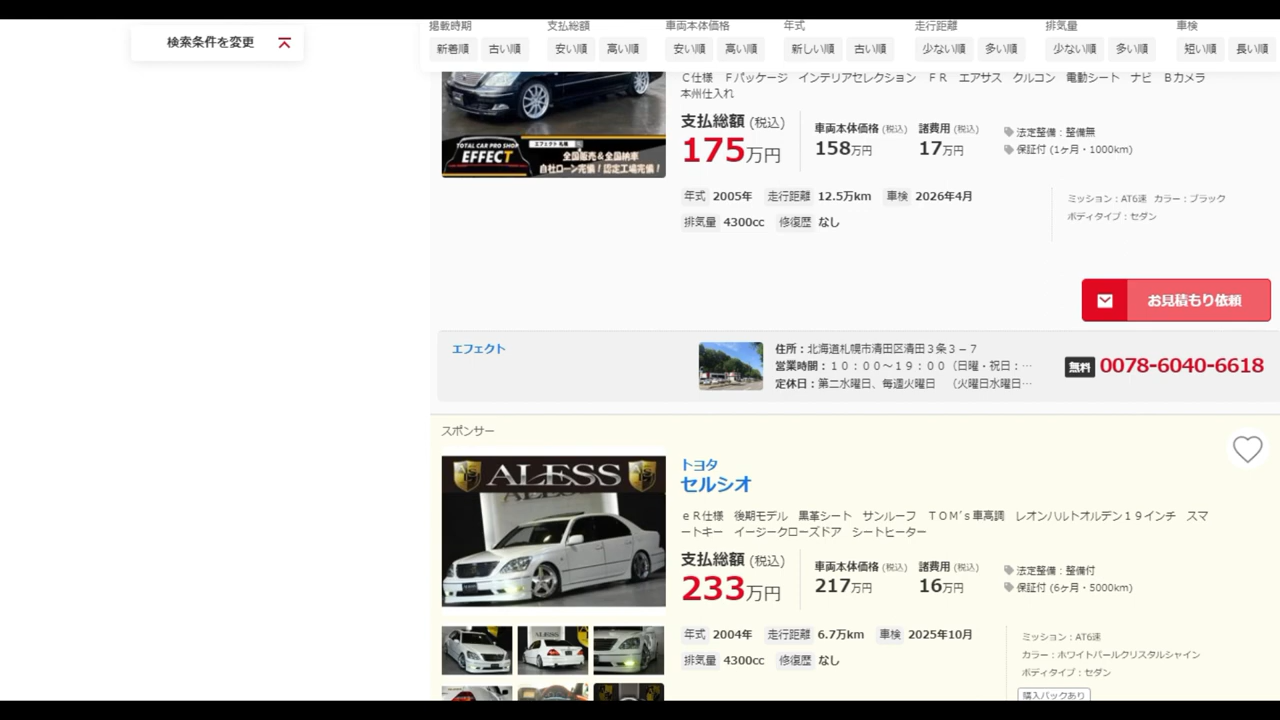 検索条件を変更
掲載時期 支払総額 車両本体価格 年式 走行距離 排気量 車検
新着順 古い順 安い順 高い順 安い順 高い順 新しい順 古い順 少ない順 多い順 少ない順 多い順 短い順 長い順
Ｃ仕様 Ｆパッケージ インテリアセレクション ＦＲ エアサス クルコン 電動シート ナビ Ｂカメラ
本州仕入れ
支払総額 (税込)
175万円
車両本体価格 (税込) 諸費用 (税込)
158万円 17万円
法定整備：整備無
保証付 (1ヶ月・1000km)
TOTAL CAR PRO SHOP
EFFECT
エフェクト 札幌
全国販売＆全国納車
自社ローン完備！認定工場完備！
年式 2005年 走行距離 12.5万km 車検 2026年4月
排気量 4300cc 修復歴 なし
ミッション：AT6速 カラー：ブラック
ボディタイプ：セダン
お見積もり依頼
エフェクト
住所：北海道札幌市清田区清田３条３－７
営業時間：１０：００～１９：００（日曜・祝日：…
定休日：第二水曜日、毎週火曜日 （火曜日水曜日…
無料 0078-6040-6618
スポンサー
ALESS
トヨタ
セルシオ
ｅＲ仕様 後期モデル 黒革シート サンルーフ ＴＯＭ’ｓ車高調 レオンハルトオルデン１９インチ スマ
ートキー イージークローズドア シートヒーター
支払総額 (税込)
233万円
車両本体価格 (税込) 諸費用 (税込)
217万円 16万円
法定整備：整備付
保証付 (6ヶ月・5000km)
年式 2004年 走行距離 6.7万km 車検 2025年10月
排気量 4300cc 修復歴 なし
ミッション：AT6速
カラー：ホワイトパールクリスタルシャイン
ボディタイプ：セダン
購入パックあり
ALESS